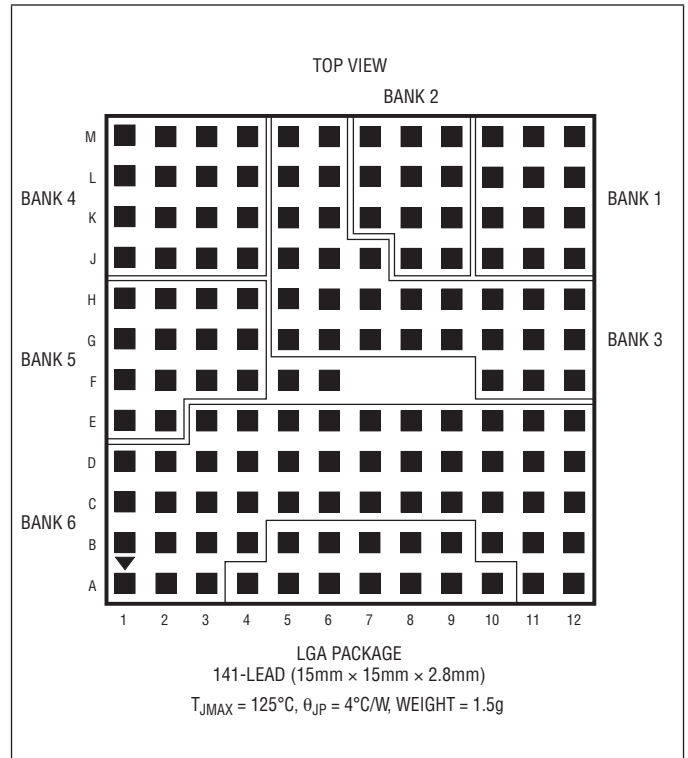 TOP VIEW
BANK 2
M
L
BANK 4
BANK 1
K
J
H
G
BANK 3
BANK 5
F
E
D
C
BANK 6
B
A
1 2 3 4 5 6 7 8 9 10 11 12
LGA PACKAGE
141-LEAD (15mm × 15mm × 2.8mm)
TJMAX = 125°C, θJP = 4°C/W, WEIGHT = 1.5g